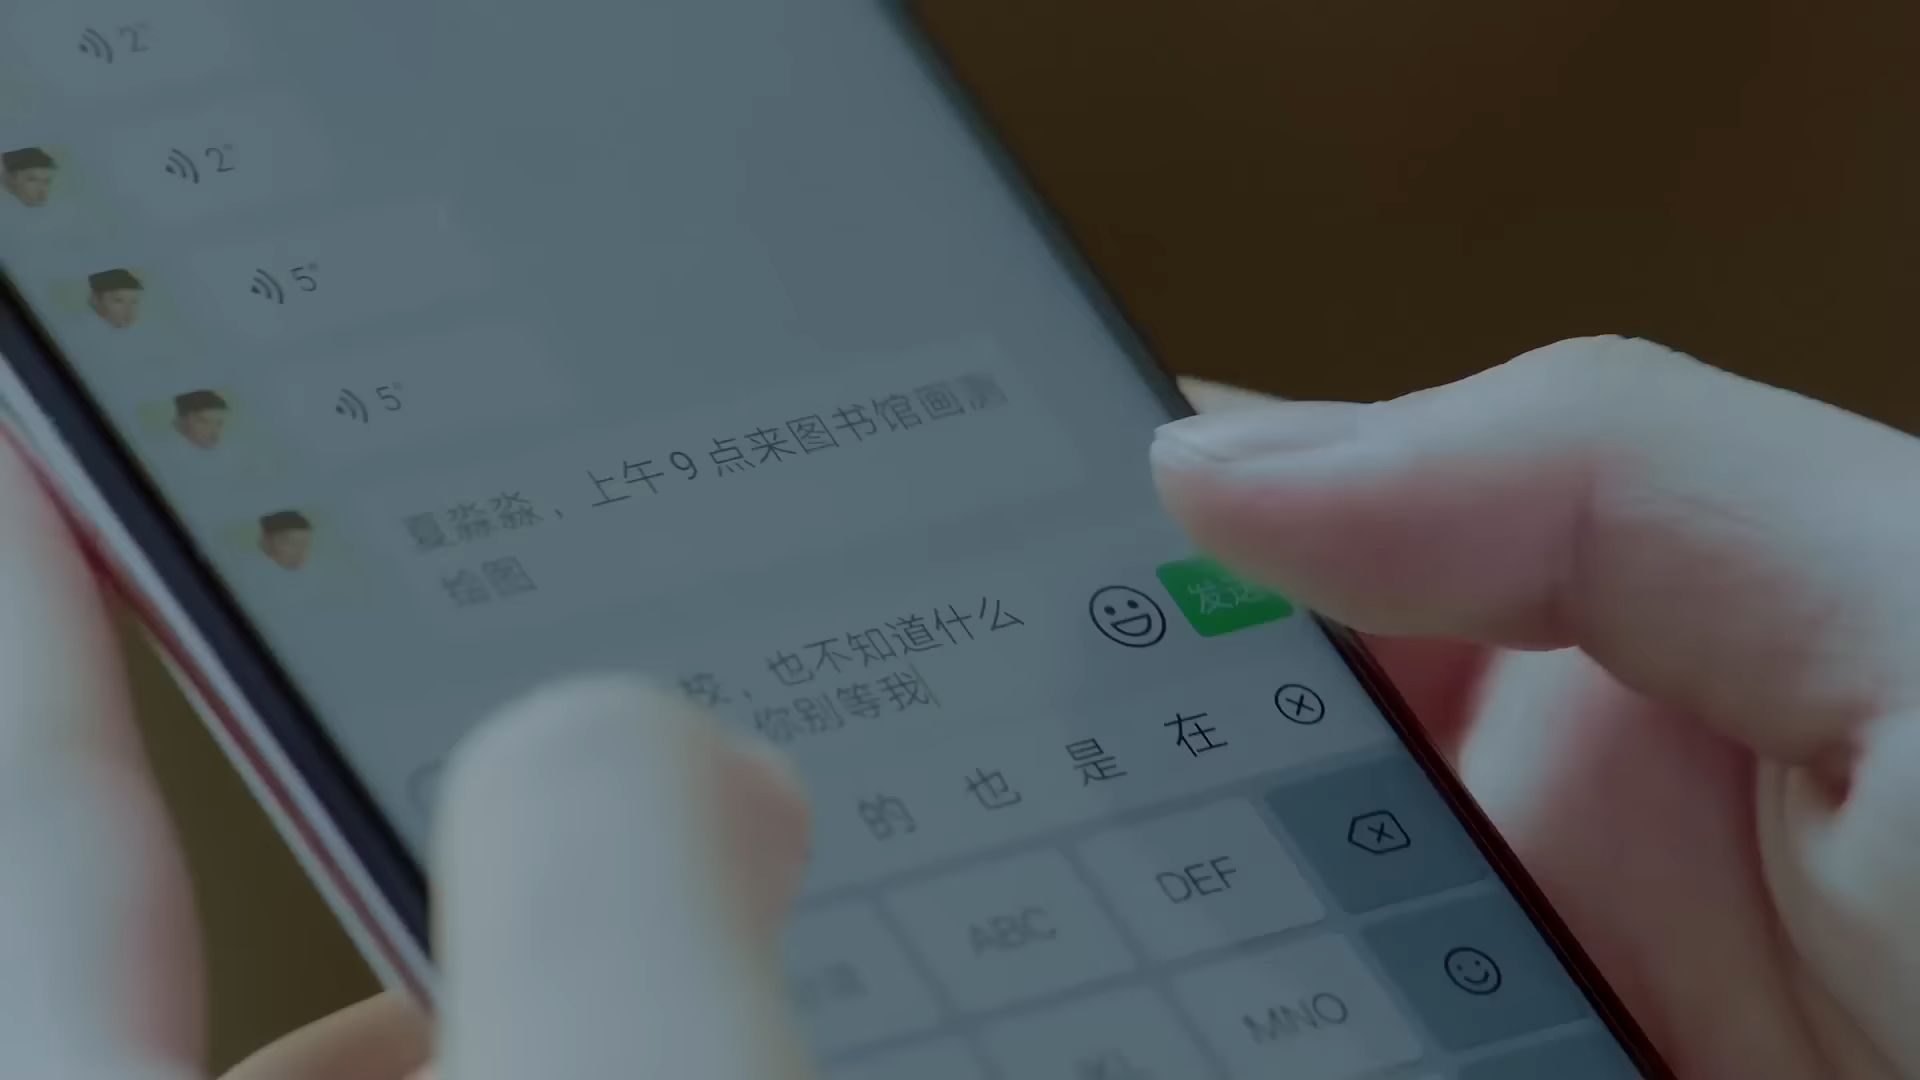 2"
2"
5"
5"
夏淼淼，上午9点来图书馆画测
绘图
校，也不知道什么
你别等我
发送
的 也 是 在
ABC
DEF
MNO